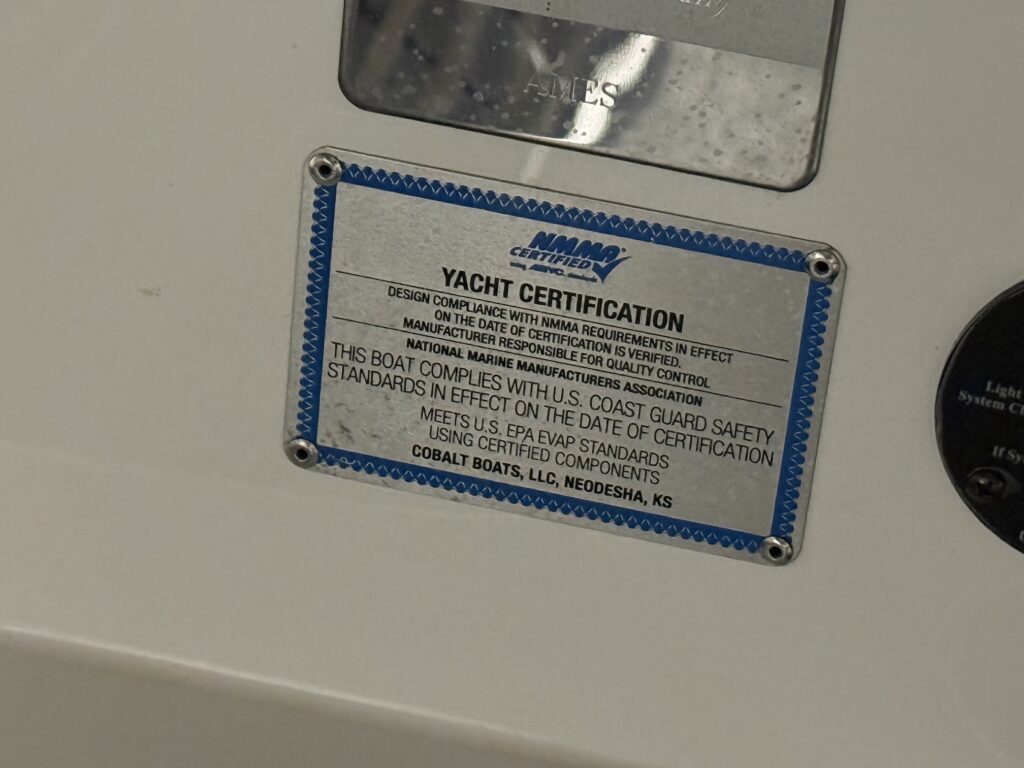 AMES
NMMA
CERTIFIED
YACHT CERTIFICATION
DESIGN COMPLIANCE WITH NMMA REQUIREMENTS IN EFFECT
ON THE DATE OF CERTIFICATION IS VERIFIED.
MANUFACTURER RESPONSIBLE FOR QUALITY CONTROL
NATIONAL MARINE MANUFACTURERS ASSOCIATION
THIS BOAT COMPLIES WITH U.S. COAST GUARD SAFETY
STANDARDS IN EFFECT ON THE DATE OF CERTIFICATION
MEETS U.S. EPA EVAP STANDARDS
USING CERTIFIED COMPONENTS
COBALT BOATS, LLC, NEODESHA, KS
Light
System
If